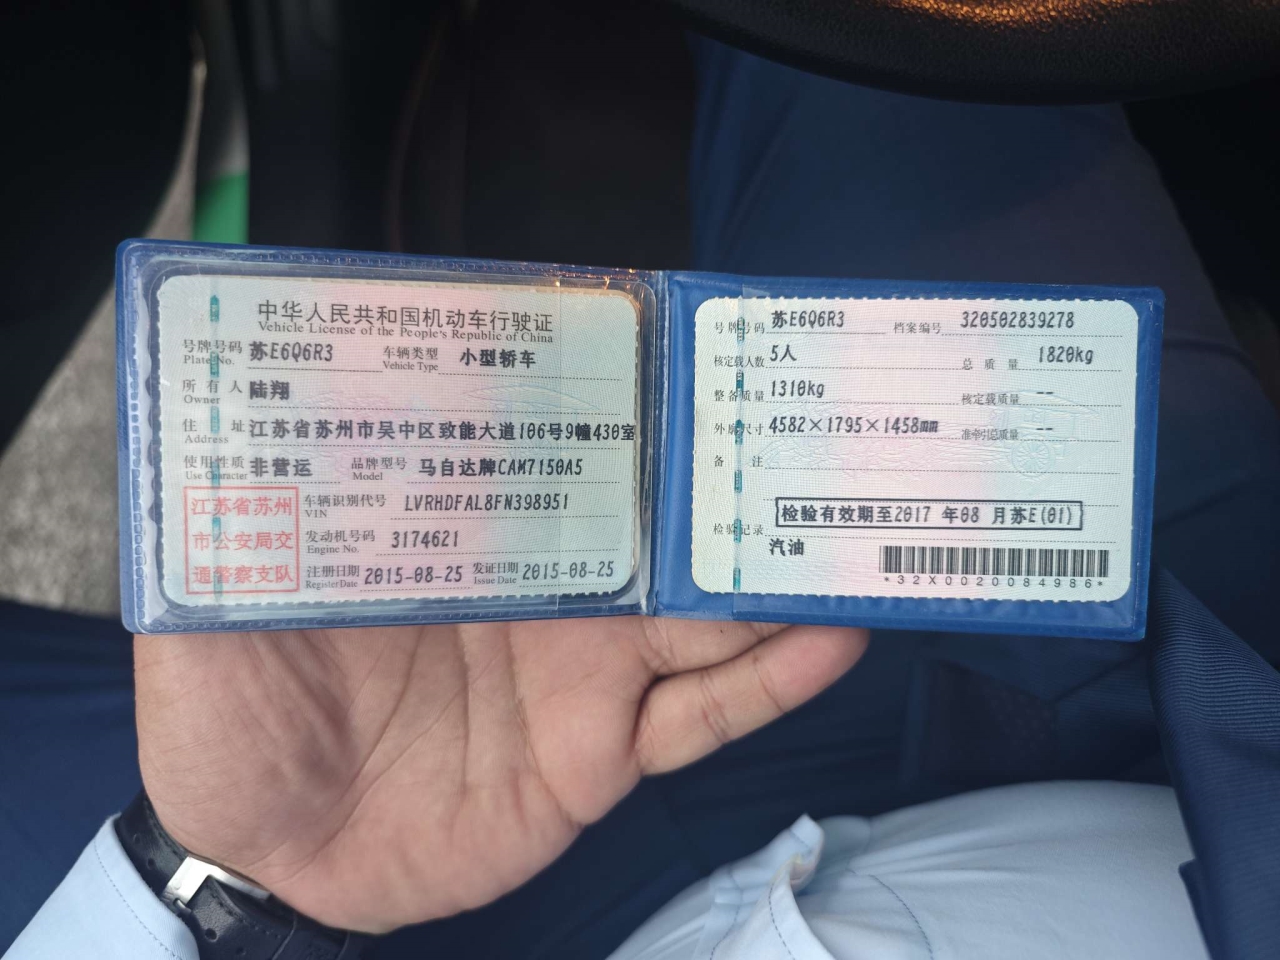 中华人民共和国机动车行驶证
Vehicle License of the People's Republic of China
号牌号码 苏E6Q6R3 车辆类型 小型轿车
Plate No. Vehicle Type
所有人 陆翔
Owner
住址 江苏省苏州市吴中区致能大道106号9幢430室
Address
使用性质 非营运 品牌型号 马自达牌CAM7150A5
Use Character Model
江苏省苏州
市公安局交
通警察支队
车辆识别代号 LVRHDFAL8FN398951
VIN
发动机号码 3174621
Engine No.
注册日期 2015-08-25 发证日期 2015-08-25
Register Date Issue Date
号牌号码 苏E6Q6R3 档案编号 320502839278
核定载人数 5人 总质量 1820kg
整备质量 1310kg 核定载质量 --
外廓尺寸 4582×1795×1458mm 准牵引总质量 --
备注
检验记录 检验有效期至2017 年08 月苏E(01)
汽油
*32X0020084986*